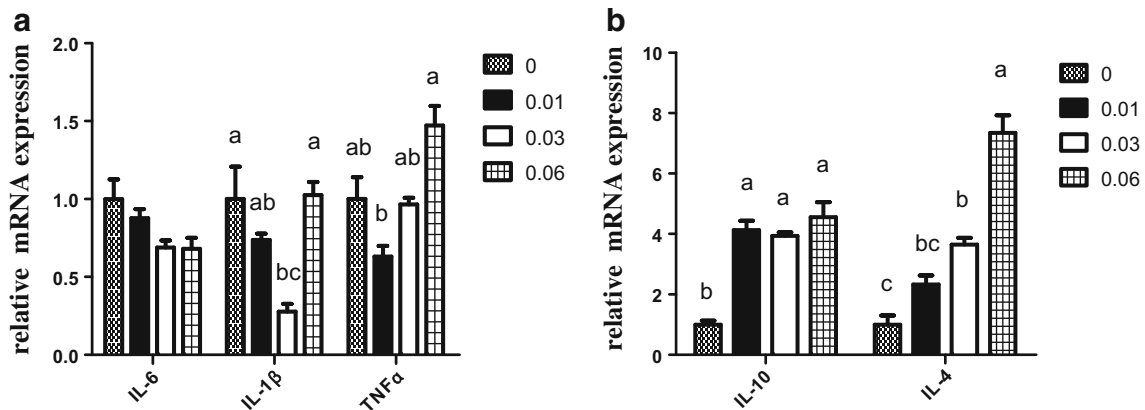 a
relative mRNA expression
2.0
1.5
1.0
0.5
0.0
a
ab
bc
a
ab
b
ab
a
IL-6
IL-1β
TNFα
0
0.01
0.03
0.06
b
relative mRNA expression
10
8
6
4
2
0
b
a
a
a
c
bc
b
a
IL-10
IL-4
0
0.01
0.03
0.06